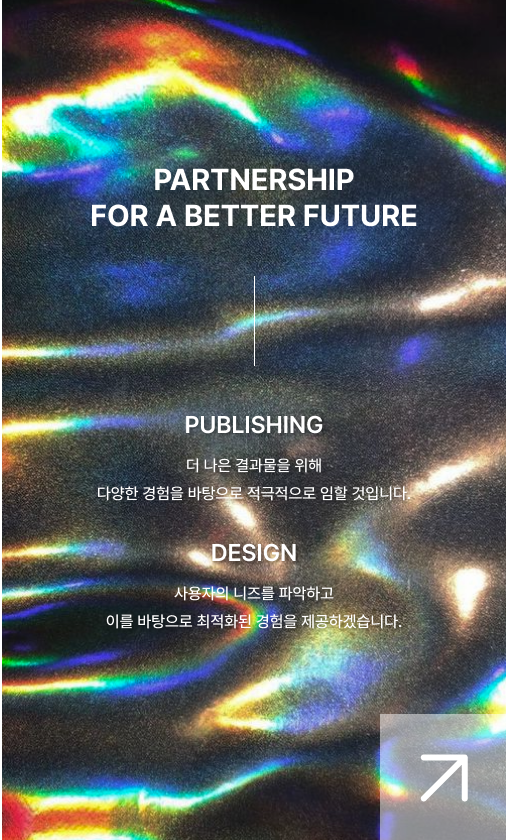 PARTNERSHIP
FOR A BETTER FUTURE
PUBLISHING
더 나은 결과물을 위해
다양한 경험을 바탕으로 적극적으로 임할 것입니다.
DESIGN
사용자의 니즈를 파악하고
이를 바탕으로 최적화된 경험을 제공하겠습니다.